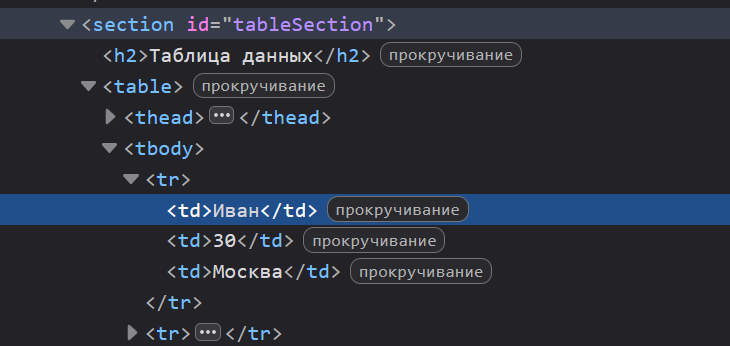 <section id="tableSection">
<h2>Таблица данных</h2> прокручивание
<table> прокручивание
<thead>···</thead>
<tbody>
<tr>
<td>Иван</td> прокручивание
<td>30</td> прокручивание
<td>Москва</td> прокручивание
</tr>
<tr>···</tr>